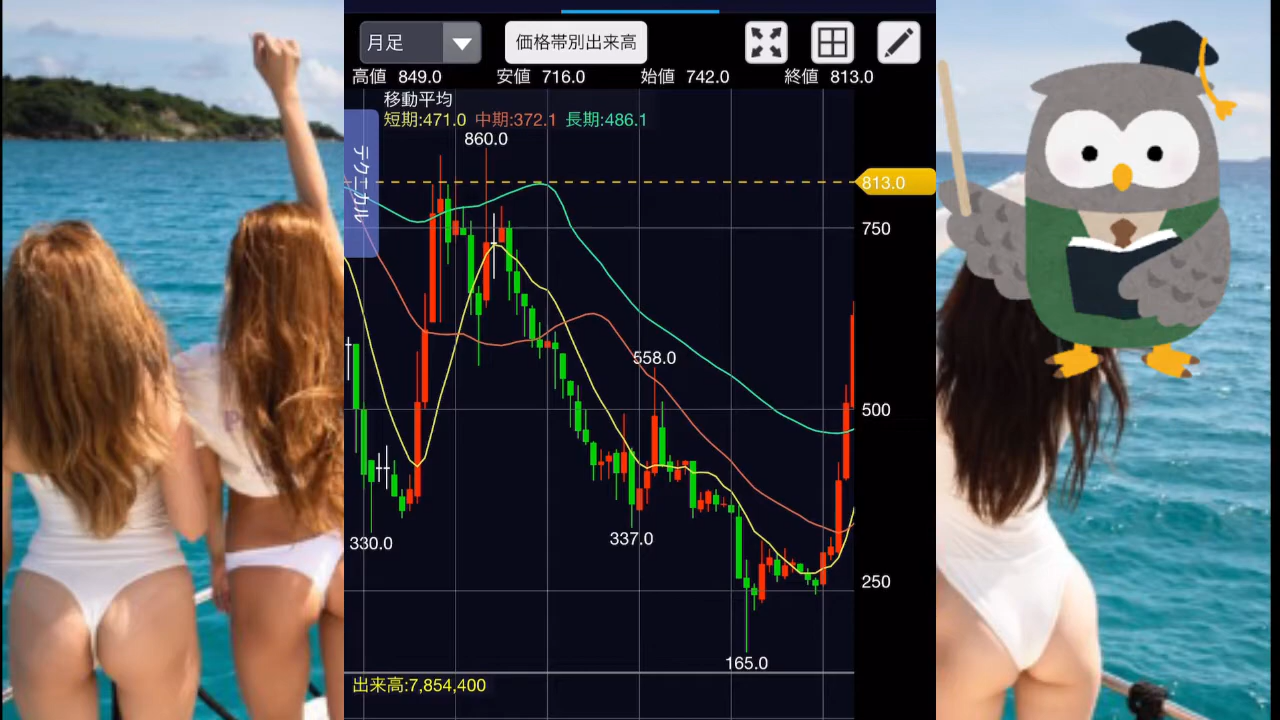 月足
価格帯別出来高
高値 849.0 安値 716.0 始値 742.0 終値 813.0
移動平均
短期:471.0 中期:372.1 長期:486.1
テクニカル
860.0
813.0
750
558.0
500
337.0
330.0
250
165.0
出来高:7,854,400